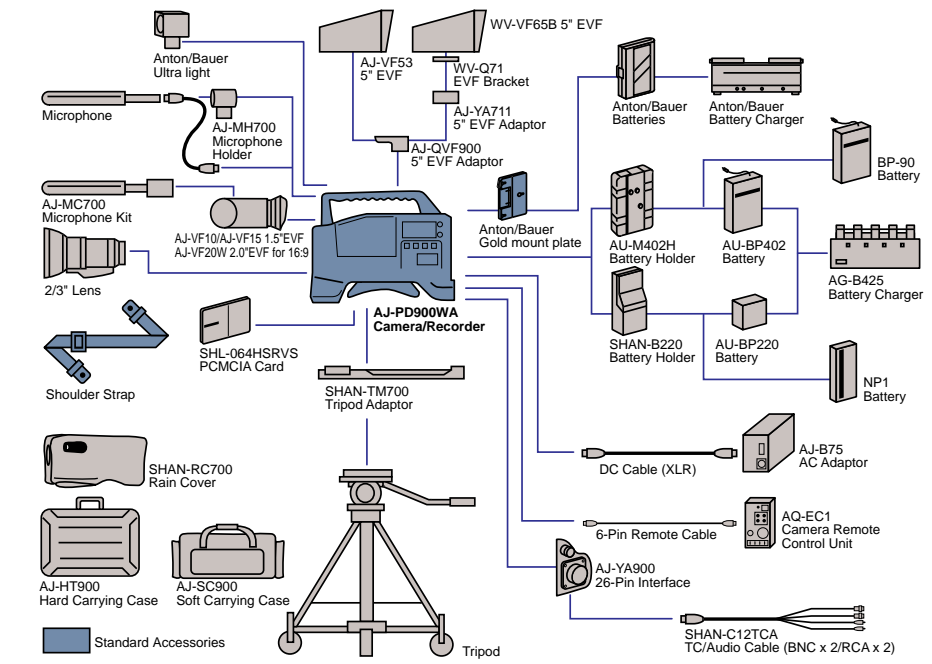 WV-VF65B 5" EVF
Anton/Bauer
Ultra light
AJ-VF53
5" EVF
WV-Q71
EVF Bracket
AJ-YA711
5" EVF Adaptor
AJ-QVF900
5" EVF Adaptor
Microphone
AJ-MH700
Microphone
Holder
Anton/Bauer
Batteries
Anton/Bauer
Battery Charger
BP-90
Battery
AJ-MC700
Microphone Kit
AJ-VF10/AJ-VF15 1.5"EVF
AJ-VF20W 2.0"EVF for 16:9
Anton/Bauer
Gold mount plate
AU-M402H
Battery Holder
AU-BP402
Battery
AG-B425
Battery Charger
2/3" Lens
AJ-PD900WA
Camera/Recorder
SHL-064HSRVS
PCMCIA Card
SHAN-B220
Battery Holder
AU-BP220
Battery
NP1
Battery
Shoulder Strap
SHAN-TM700
Tripod Adaptor
SHAN-RC700
Rain Cover
DC Cable (XLR)
AJ-B75
AC Adaptor
6-Pin Remote Cable
AQ-EC1
Camera Remote
Control Unit
AJ-HT900
Hard Carrying Case
AJ-SC900
Soft Carrying Case
AJ-YA900
26-Pin Interface
Standard Accessories
Tripod
SHAN-C12TCA
TC/Audio Cable (BNC x 2/RCA x 2)